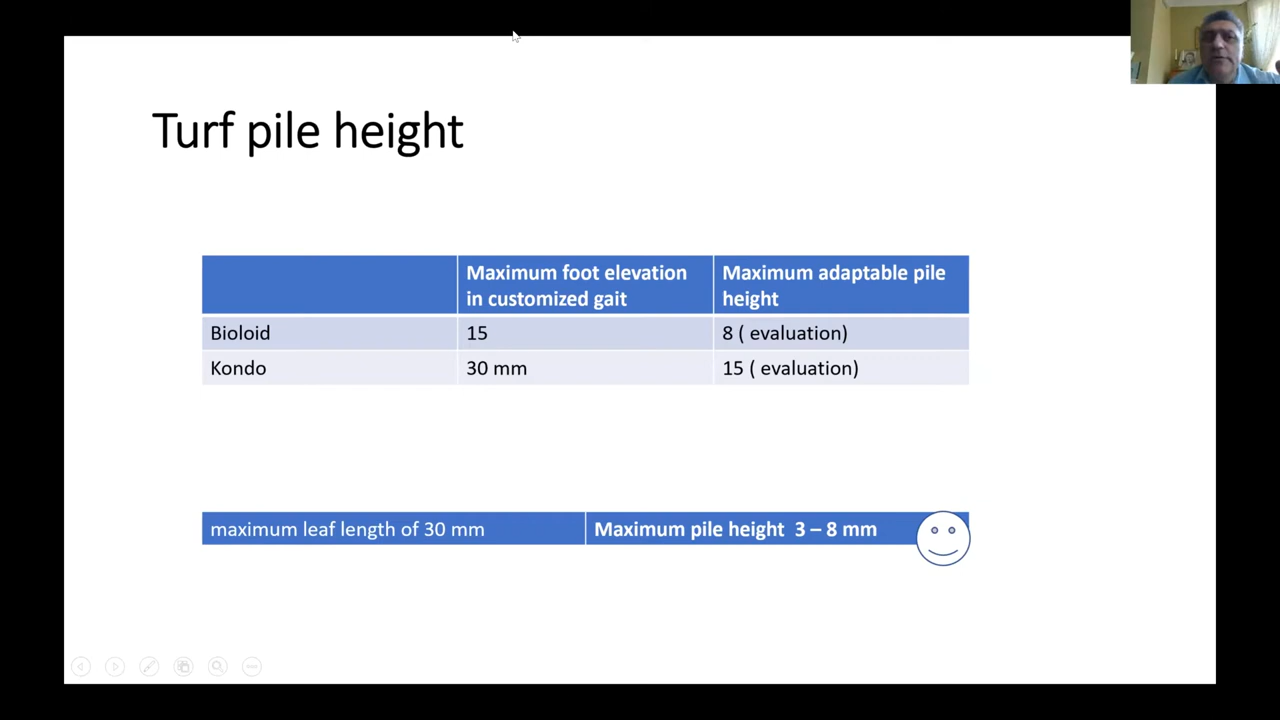 Turf pile height
Maximum foot elevation
in customized gait
Maximum adaptable pile
height
Bioloid
15
8 ( evaluation)
Kondo
30 mm
15 ( evaluation)
maximum leaf length of 30 mm
Maximum pile height 3 – 8 mm